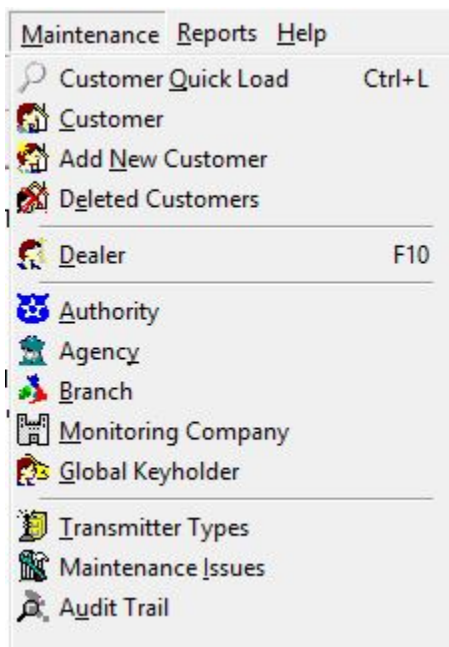 Maintenance Reports Help
Customer Quick Load Ctrl+L
Customer
Add New Customer
Deleted Customers
Dealer F10
Authority
Agency
Branch
Monitoring Company
Global Keyholder
Transmitter Types
Maintenance Issues
Audit Trail